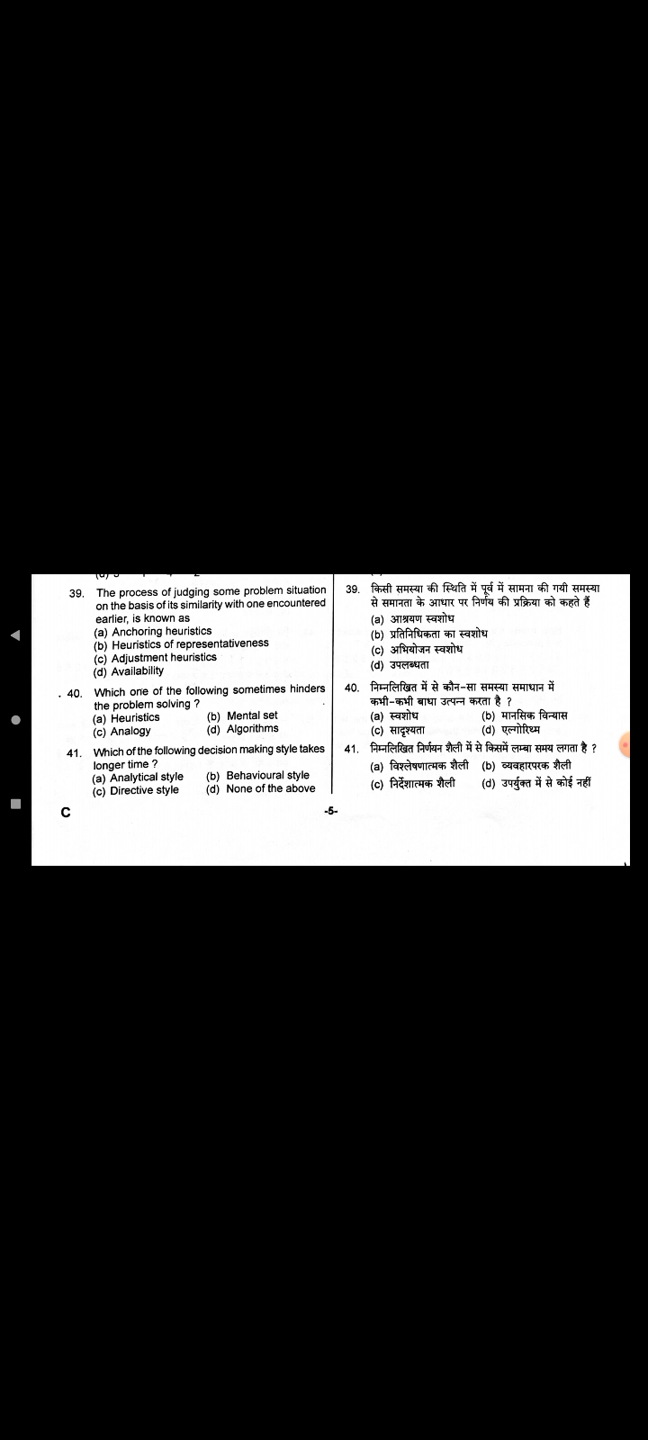 39. The process of judging some problem situation
on the basis of its similarity with one encountered
earlier, is known as
(a) Anchoring heuristics
(b) Heuristics of representativeness
(c) Adjustment heuristics
(d) Availability
40. Which one of the following sometimes hinders
the problem solving ?
(a) Heuristics (b) Mental set
(c) Analogy (d) Algorithms
41. Which of the following decision making style takes
longer time ?
(a) Analytical style (b) Behavioural style
(c) Directive style (d) None of the above
39. किसी समस्या की स्थिति में पूर्व में सामना की गयी समस्या
से समानता के आधार पर निर्णय की प्रक्रिया को कहते हैं
(a) आश्रयण स्वशोध
(b) प्रतिनिधिकता का स्वशोध
(c) अभियोजन स्वशोध
(d) उपलब्धता
40. निम्नलिखित में से कौन-सा समस्या समाधान में
कभी-कभी बाधा उत्पन्न करता है ?
(a) स्वशोध (b) मानसिक विन्यास
(c) सादृश्यता (d) एल्गोरिथ्म
41. निम्नलिखित निर्णयन शैली में से किसमें लम्बा समय लगता है ?
(a) विश्लेषणात्मक शैली (b) व्यवहारपरक शैली
(c) निर्देशात्मक शैली (d) उपर्युक्त में से कोई नहीं
C -5-